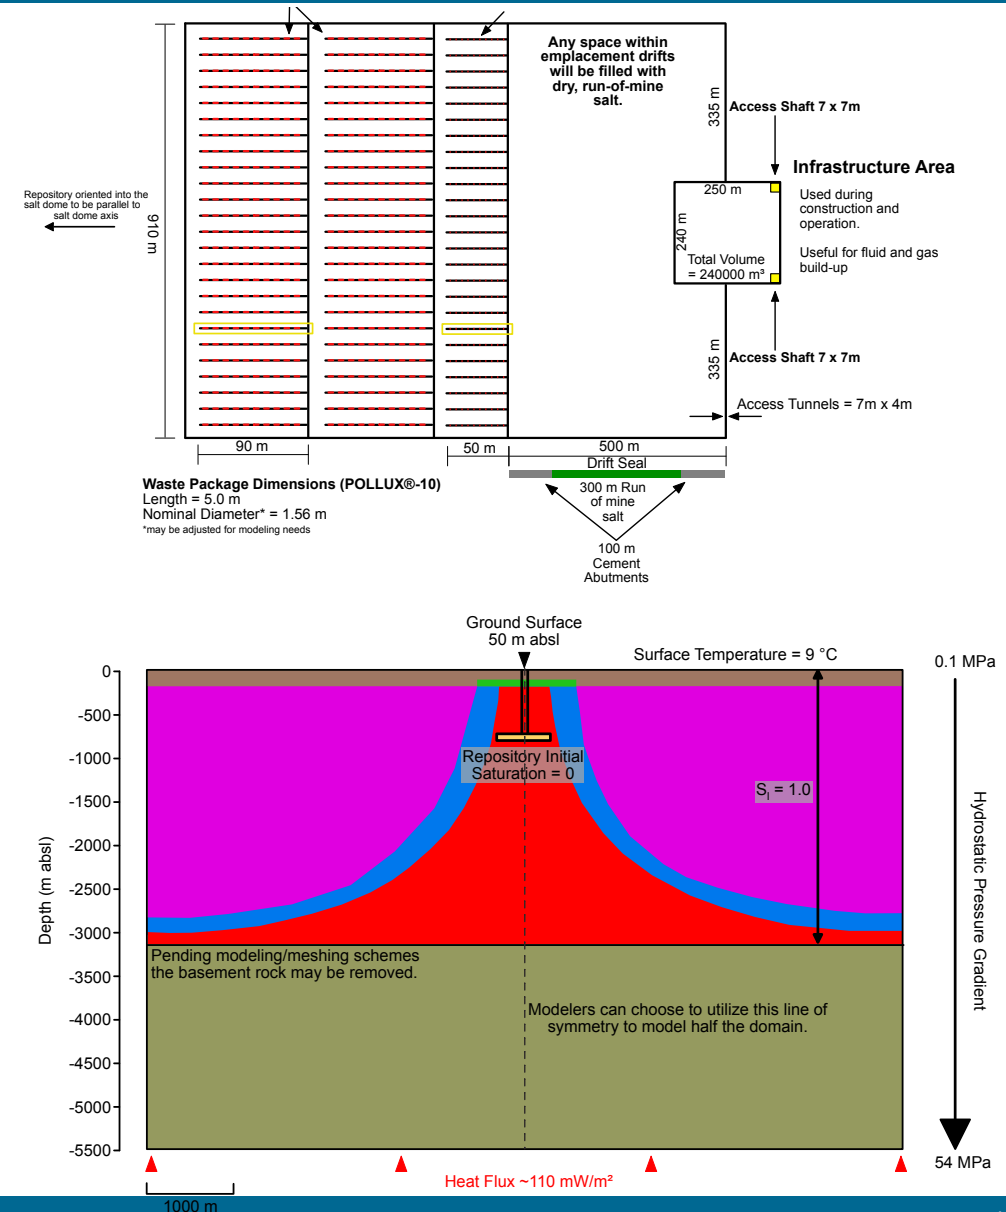 Any space within
emplacement drifts
will be filled with
dry, run-of-mine
salt.
335 m
Access Shaft 7 x 7m
Infrastructure Area
250 m
Used during
construction and
operation.
Useful for fluid and gas
build-up
240 m
Total Volume
= 240000 m³
Repository oriented into the
salt dome to be parallel to
salt dome axis
910 m
335 m
Access Shaft 7 x 7m
Access Tunnels = 7m x 4m
90 m
50 m
500 m
Drift Seal
300 m Run
of mine
salt
100 m
Cement
Abutments
Waste Package Dimensions (POLLUX®-10)
Length = 5.0 m
Nominal Diameter* = 1.56 m
*may be adjusted for modeling needs
Ground Surface
50 m absl
Surface Temperature = 9 °C
0.1 MPa
0
-500
-1000
-1500
-2000
-2500
-3000
-3500
-4000
-4500
-5000
-5500
Depth (m absl)
Repository Initial
Saturation = 0
Sₗ = 1.0
Hydrostatic Pressure Gradient
Pending modeling/meshing schemes
the basement rock may be removed.
Modelers can choose to utilize this line of
symmetry to model half the domain.
54 MPa
Heat Flux ~110 mW/m²
1000 m